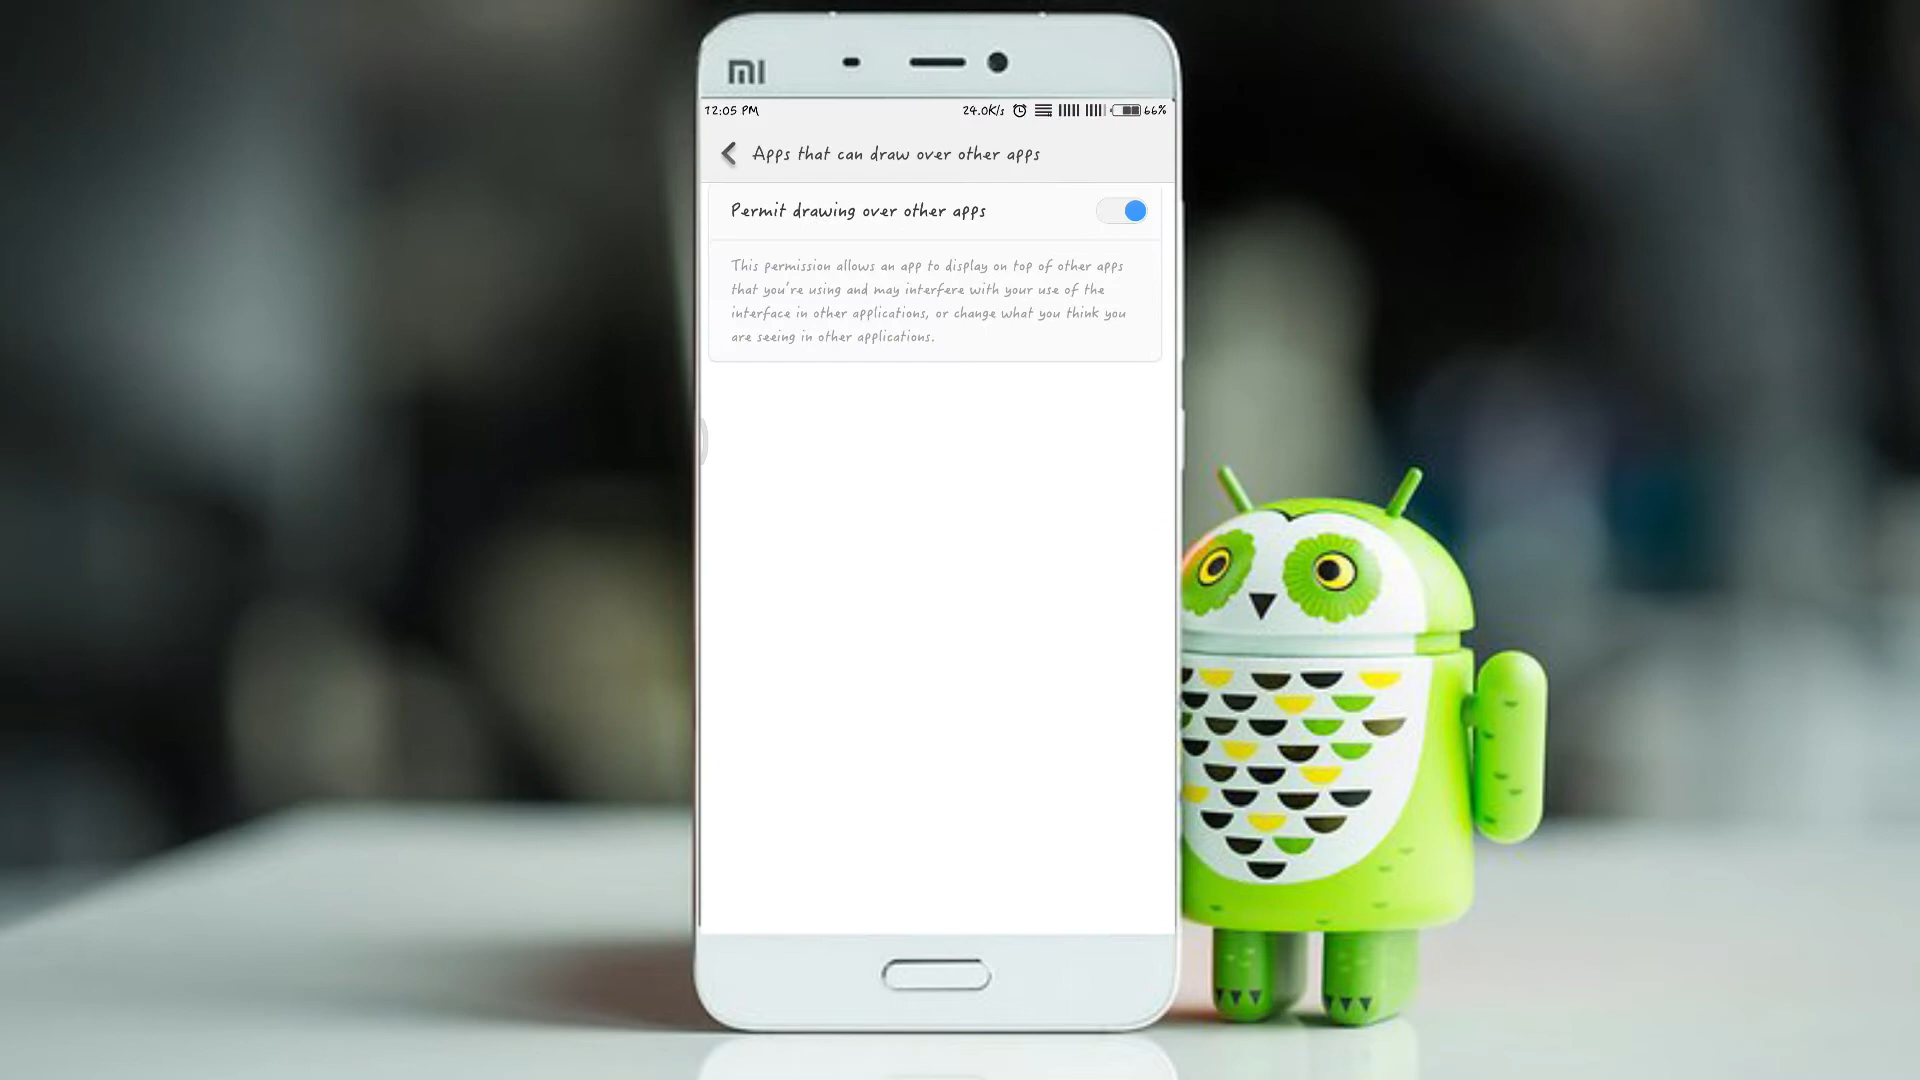 mi
12:05 PM 24.0K/s 66%
Apps that can draw over other apps
Permit drawing over other apps
This permission allows an app to display on top of other apps
that you're using and may interfere with your use of the
interface in other applications, or change what you think you
are seeing in other applications.